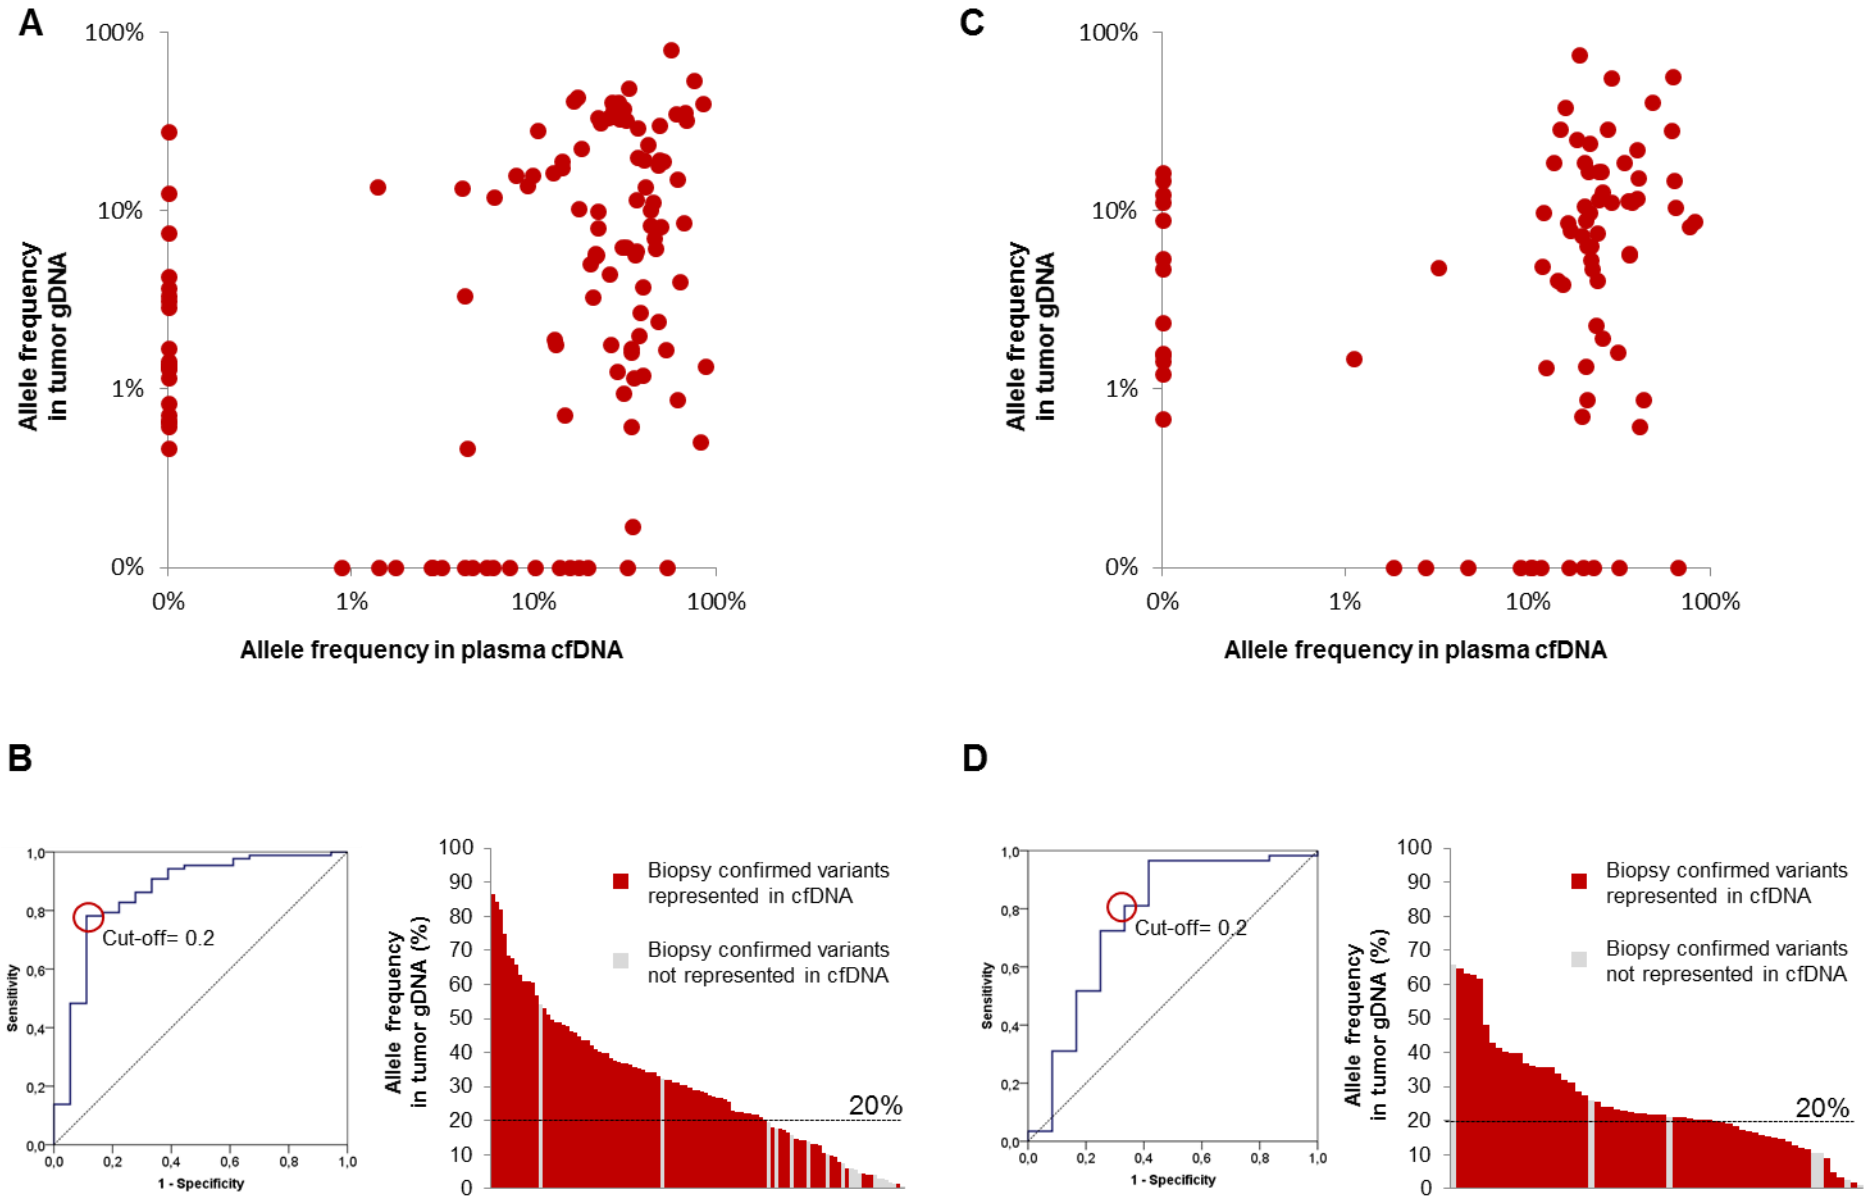 A
100%
10%
1%
0%
Allele frequency
in tumor gDNA
0%
1%
10%
100%
Allele frequency in plasma cfDNA
C
100%
10%
1%
0%
Allele frequency
in tumor gDNA
0%
1%
10%
100%
Allele frequency in plasma cfDNA
B
1,0
0,8
0,6
0,4
0,2
0,0
Sensitivity
Cut-off= 0.2
0,0
0,2
0,4
0,6
0,8
1,0
1 - Specificity
100
90
80
70
60
50
40
30
20
10
0
Allele frequency
in tumor gDNA (%)
Biopsy confirmed variants
represented in cfDNA
Biopsy confirmed variants
not represented in cfDNA
20%
D
1,0
0,8
0,6
0,4
0,2
0,0
Sensitivity
Cut-off= 0.2
0,0
0,2
0,4
0,6
0,8
1,0
1 - Specificity
100
90
80
70
60
50
40
30
20
10
0
Allele frequency
in tumor gDNA (%)
Biopsy confirmed variants
represented in cfDNA
Biopsy confirmed variants
not represented in cfDNA
20%